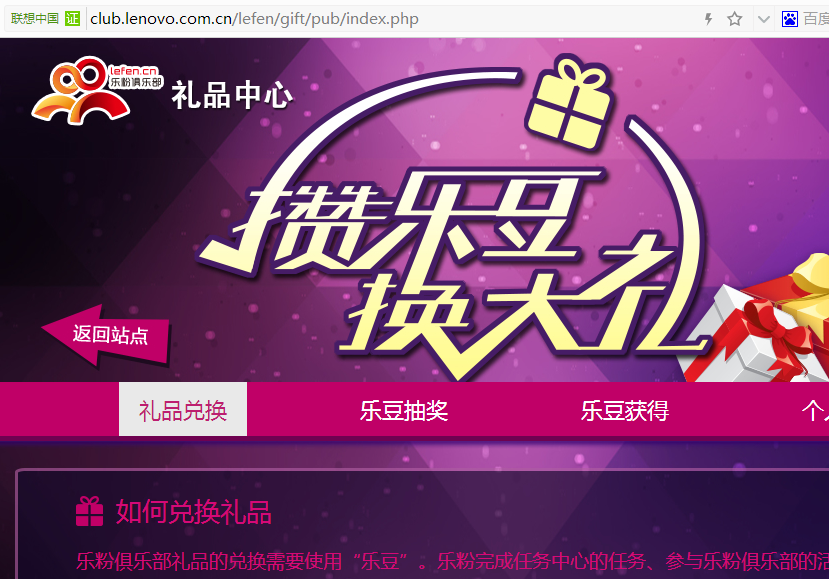 联想中国 证 club.lenovo.com.cn/lefen/gift/pub/index.php 百度
lefen.cn
乐粉俱乐部
礼品中心
攒乐豆
换大礼
返回站点
礼品兑换 乐豆抽奖 乐豆获得 个人
如何兑换礼品
乐粉俱乐部礼品的兑换需要使用“乐豆”。乐粉完成任务中心的任务、参与乐粉俱乐部的活